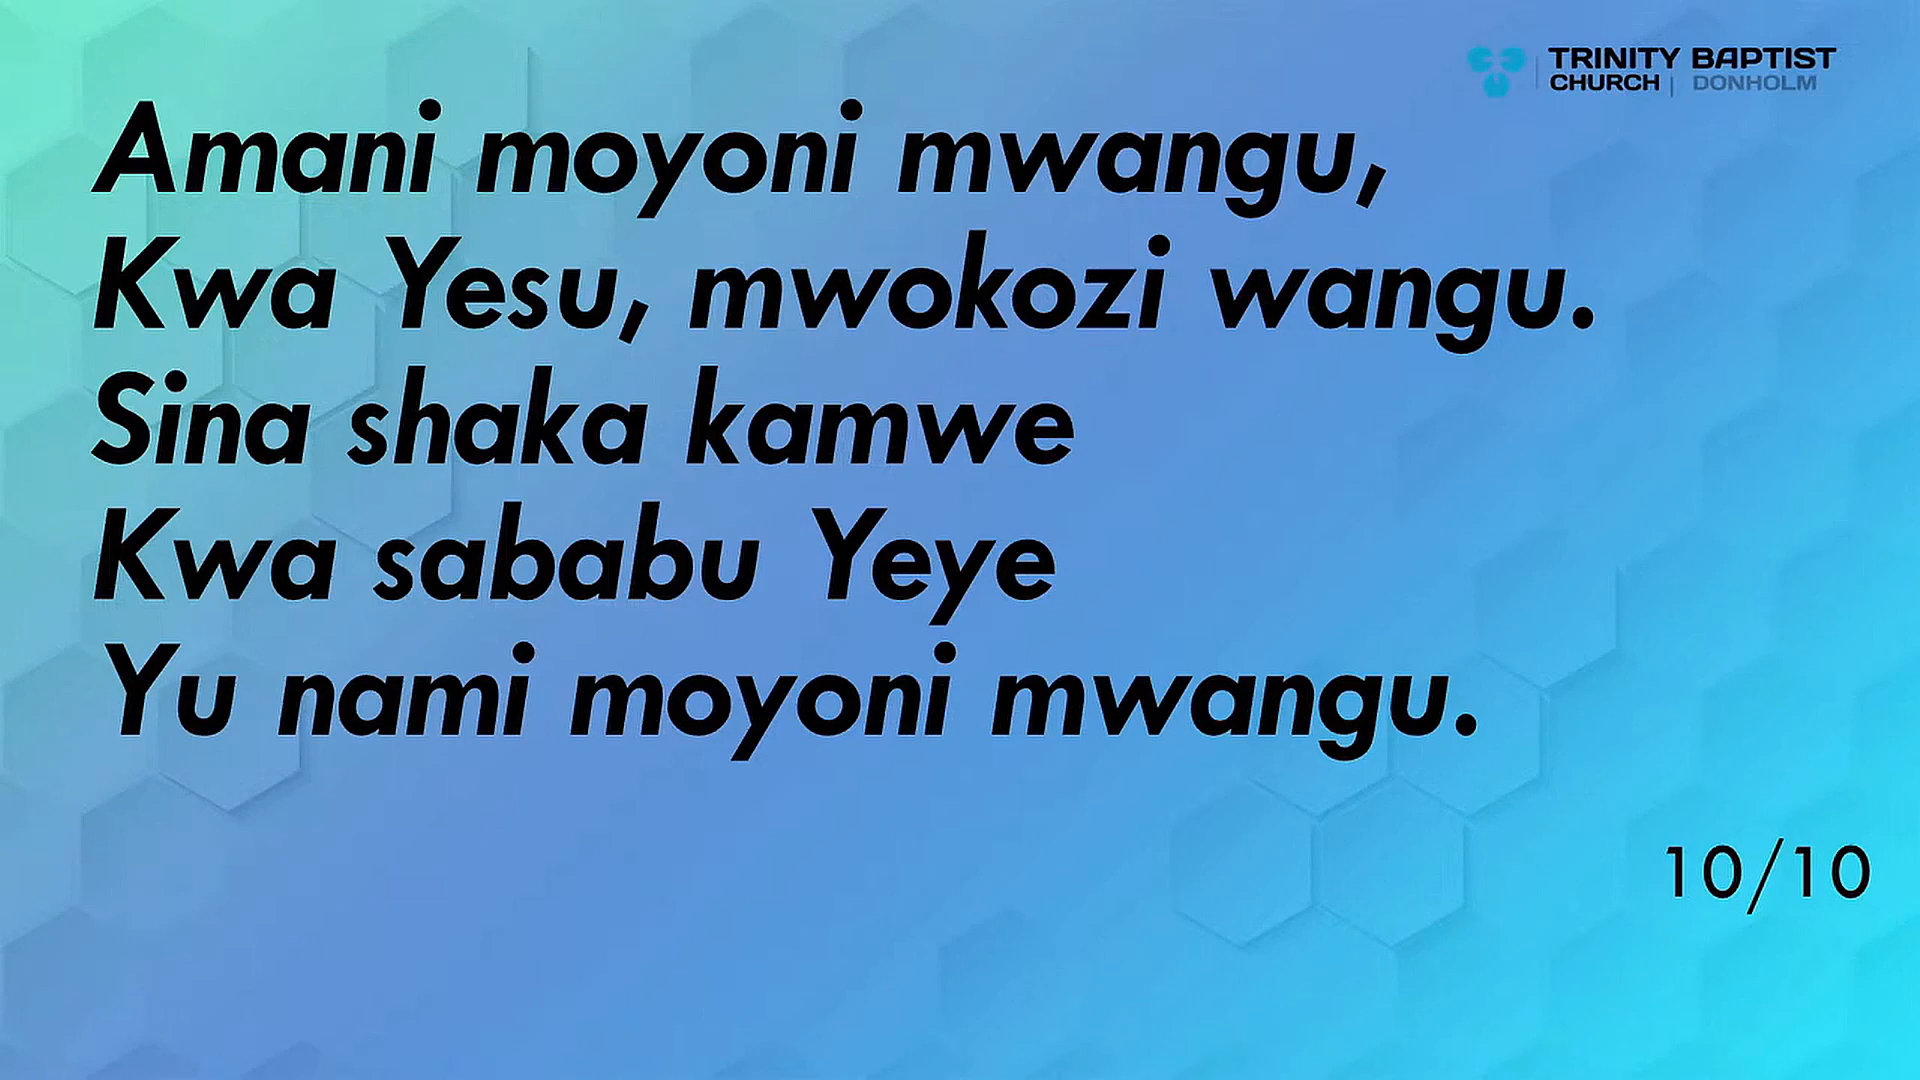 TRINITY BAPTIST
CHURCH | DONHOLM
Amani moyoni mwangu,
Kwa Yesu, mwokozi wangu.
Sina shaka kamwe
Kwa sababu Yeye
Yu nami moyoni mwangu.
10/10